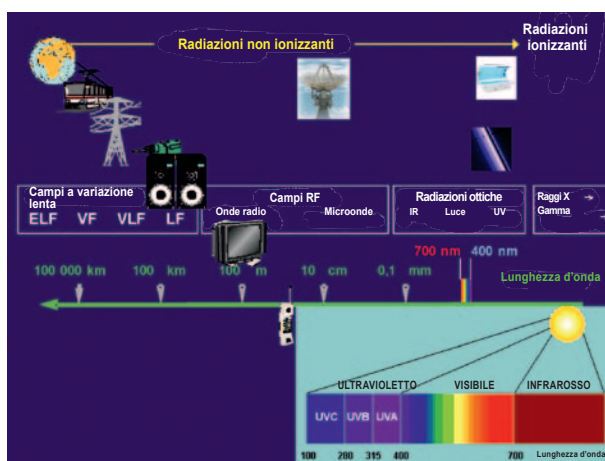 Radiazioni non ionizzanti
Radiazioni
ionizzanti
Campi a variazione
lenta
ELF VF VLF LF
Campi RF
Onde radio Microonde
Radiazioni ottiche
IR Luce UV
Raggi X →
Gamma
700 nm 400 nm
100 000 km 100 km 100 m 10 cm 0,1 mm
Lunghezza d'onda
ULTRAVIOLETTO VISIBILE INFRAROSSO
UVC UVB UVA
100 280 315 400 700 Lunghezza d'onda